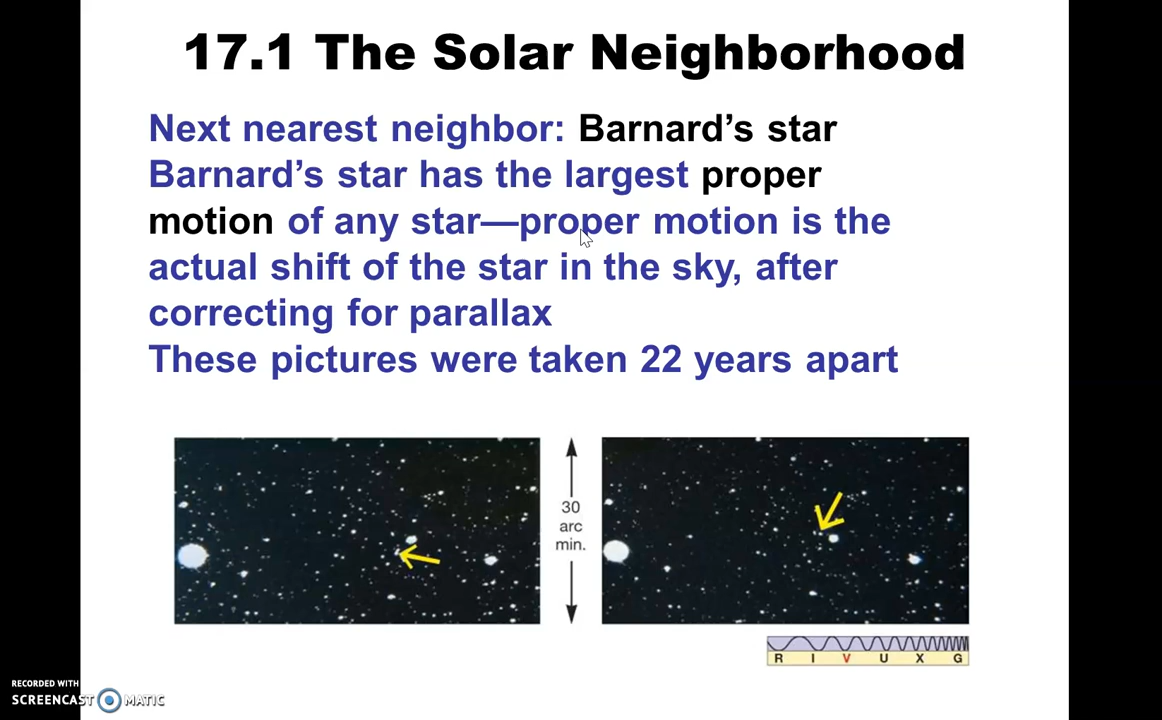 17.1 The Solar Neighborhood
Next nearest neighbor: Barnard’s star
Barnard’s star has the largest proper
motion of any star—proper motion is the
actual shift of the star in the sky, after
correcting for parallax
These pictures were taken 22 years apart
30
arc
min.
R I V U X G
RECORDED WITH
SCREENCAST MATIC